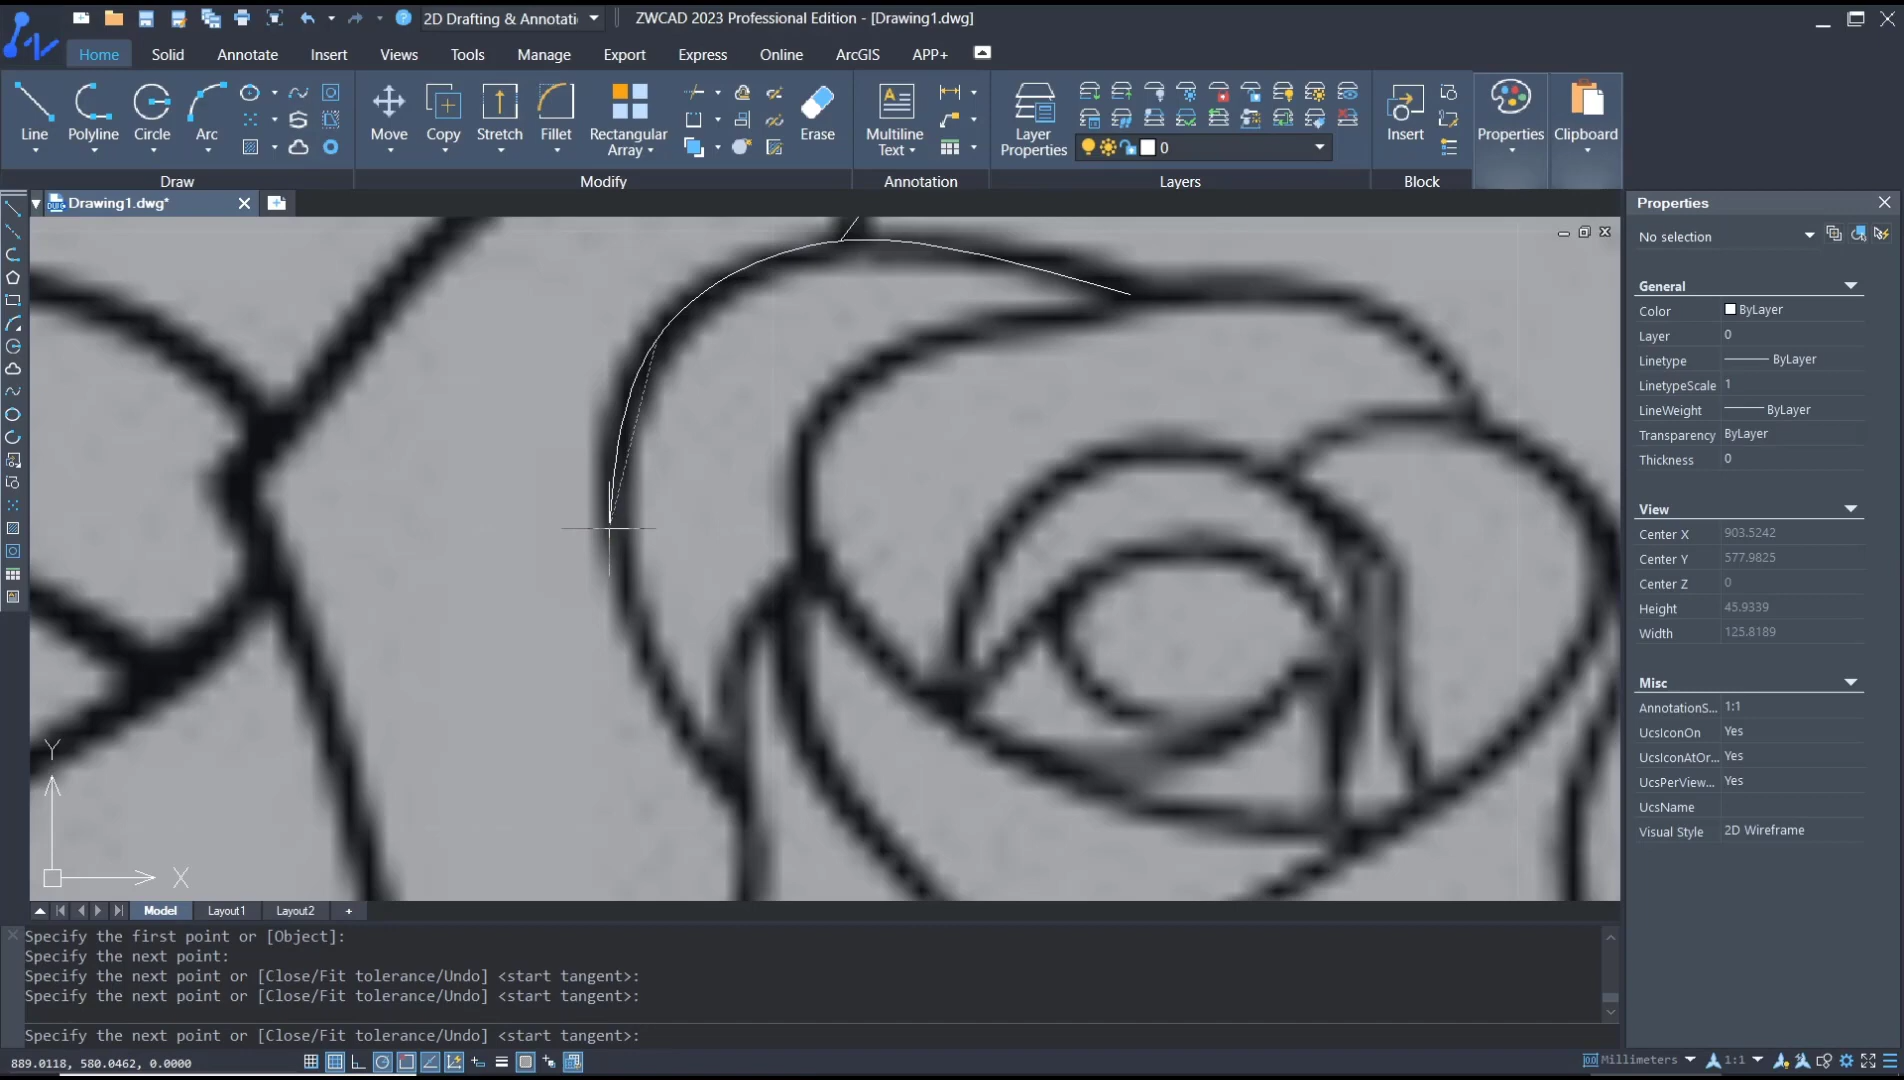 2D Drafting & Annotati
ZWCAD 2023 Professional Edition - [Drawing1.dwg]
Home Solid Annotate Insert Views Tools Manage Export Express Online ArcGIS APP+
Line Polyline Circle Arc
Move Copy Stretch Fillet Rectangular Array Erase
Multiline Text
Layer Properties
0
Insert
Properties
Clipboard
Draw Modify Annotation Layers Block
Drawing1.dwg*
Properties
No selection
General
Color ByLayer
Layer 0
Linetype ByLayer
LinetypeScale 1
LineWeight ByLayer
Transparency ByLayer
Thickness 0
View
Center X 903.5242
Center Y 577.9825
Center Z 0
Height 45.9339
Width 125.8189
Misc
AnnotationS... 1:1
UcsIconOn Yes
UcsIconAtOr... Yes
UcsPerView... Yes
UcsName
Visual Style 2D Wireframe
Y
X
Model Layout1 Layout2 +
Specify the first point or [Object]:
Specify the next point:
Specify the next point or [Close/Fit tolerance/Undo] <start tangent>:
Specify the next point or [Close/Fit tolerance/Undo] <start tangent>:
Specify the next point or [Close/Fit tolerance/Undo] <start tangent>:
889.0118, 580.0462, 0.0000
Millimeters 1:1